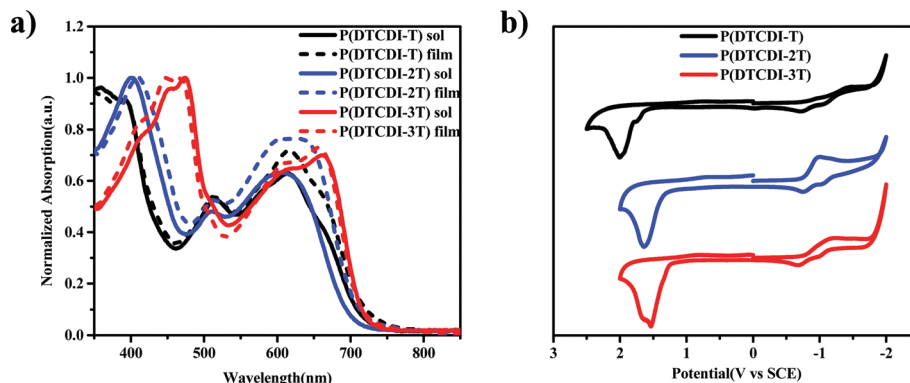 a)
Normalized Absorption(a.u.)
1.2
1.0
0.8
0.6
0.4
0.2
0.0
400
500
600
700
800
Wavelength(nm)
P(DTCDI-T) sol
P(DTCDI-T) film
P(DTCDI-2T) sol
P(DTCDI-2T) film
P(DTCDI-3T) sol
P(DTCDI-3T) film
b)
P(DTCDI-T)
P(DTCDI-2T)
P(DTCDI-3T)
3
2
1
0
-1
-2
Potential(V vs SCE)